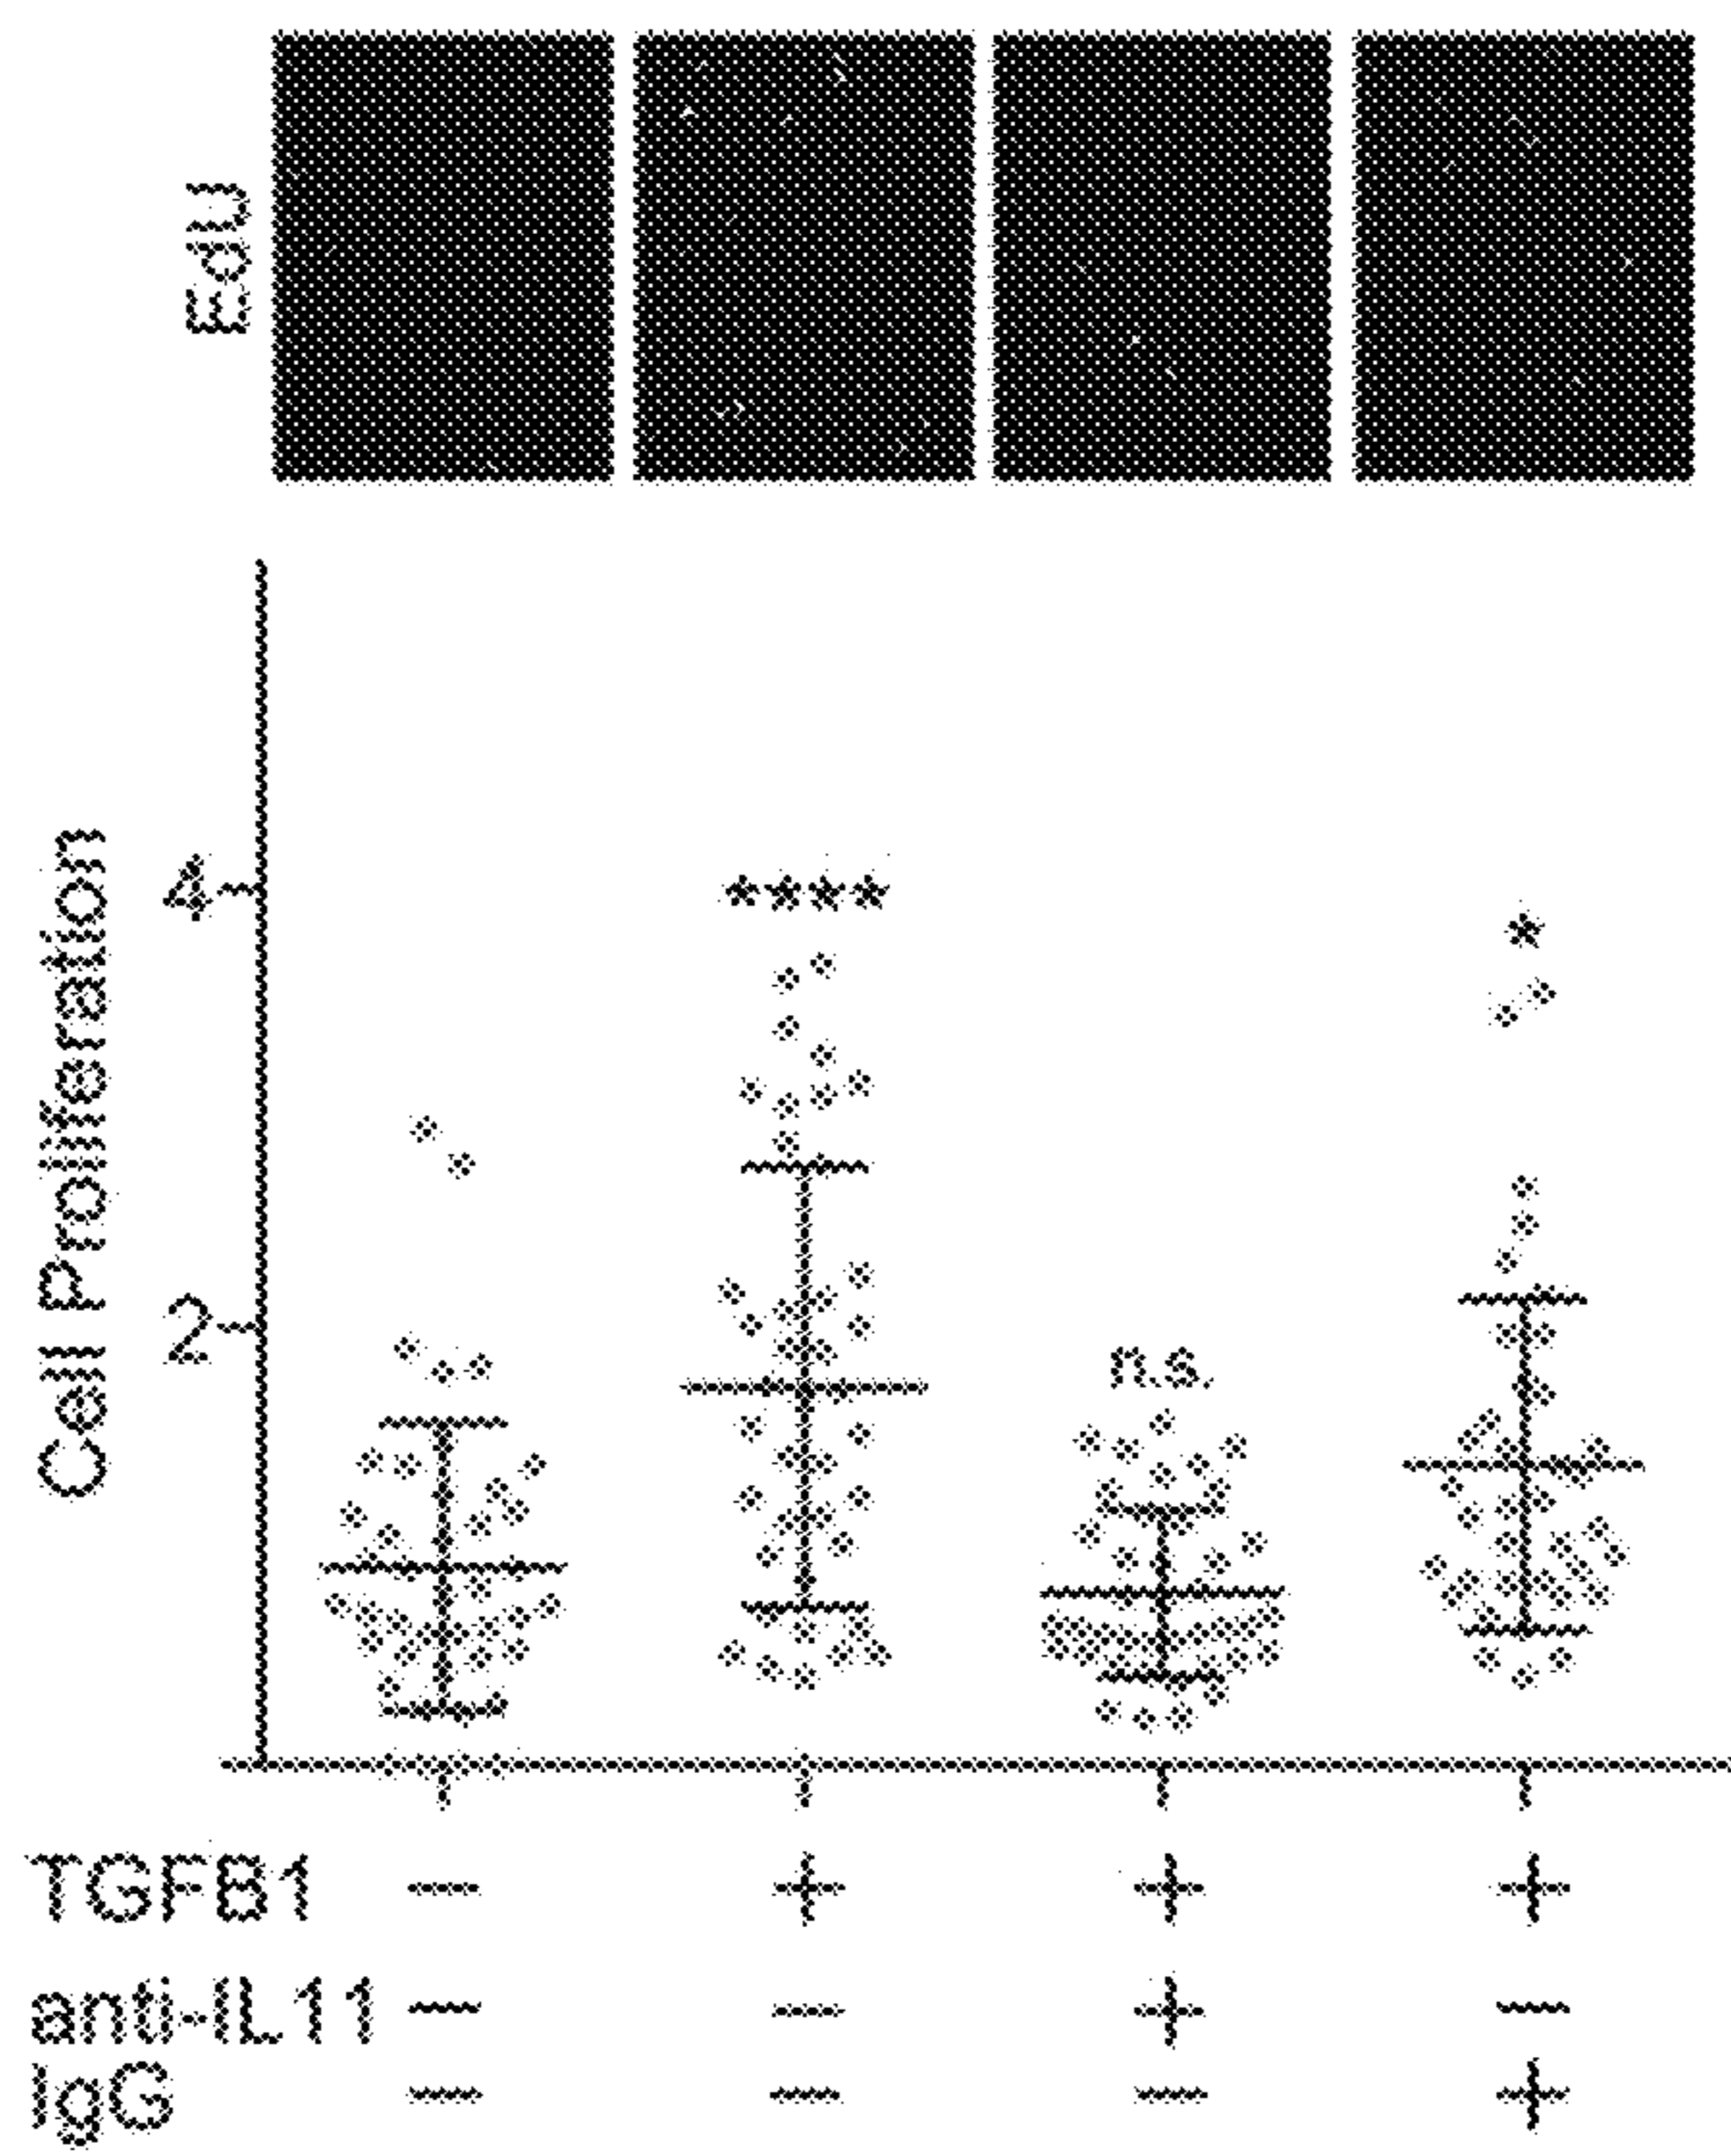 EdU
Cell Proliferation
4
2
****
n.s.
*
TGFB1 − + + +
anti-IL11 − − + −
IgG − − − +